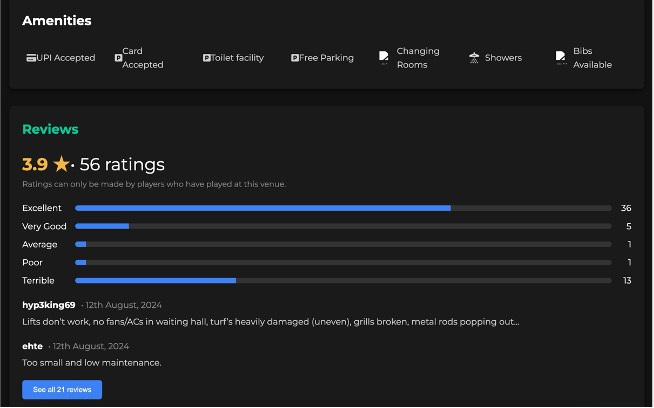 Amenities
UPI Accepted
Card Accepted
Toilet facility
Free Parking
Changing Rooms
Showers
Bibs Available
Reviews
3.9 ★• 56 ratings
Ratings can only be made by players who have played at this venue.
Excellent 36
Very Good 5
Average 1
Poor 1
Terrible 13
hyp3king69 • 12th August, 2024
Lifts don't work, no fans/ACs in waiting hall, turf's heavily damaged (uneven), grills broken, metal rods popping out...
ehte • 12th August, 2024
Too small and low maintenance.
See all 21 reviews